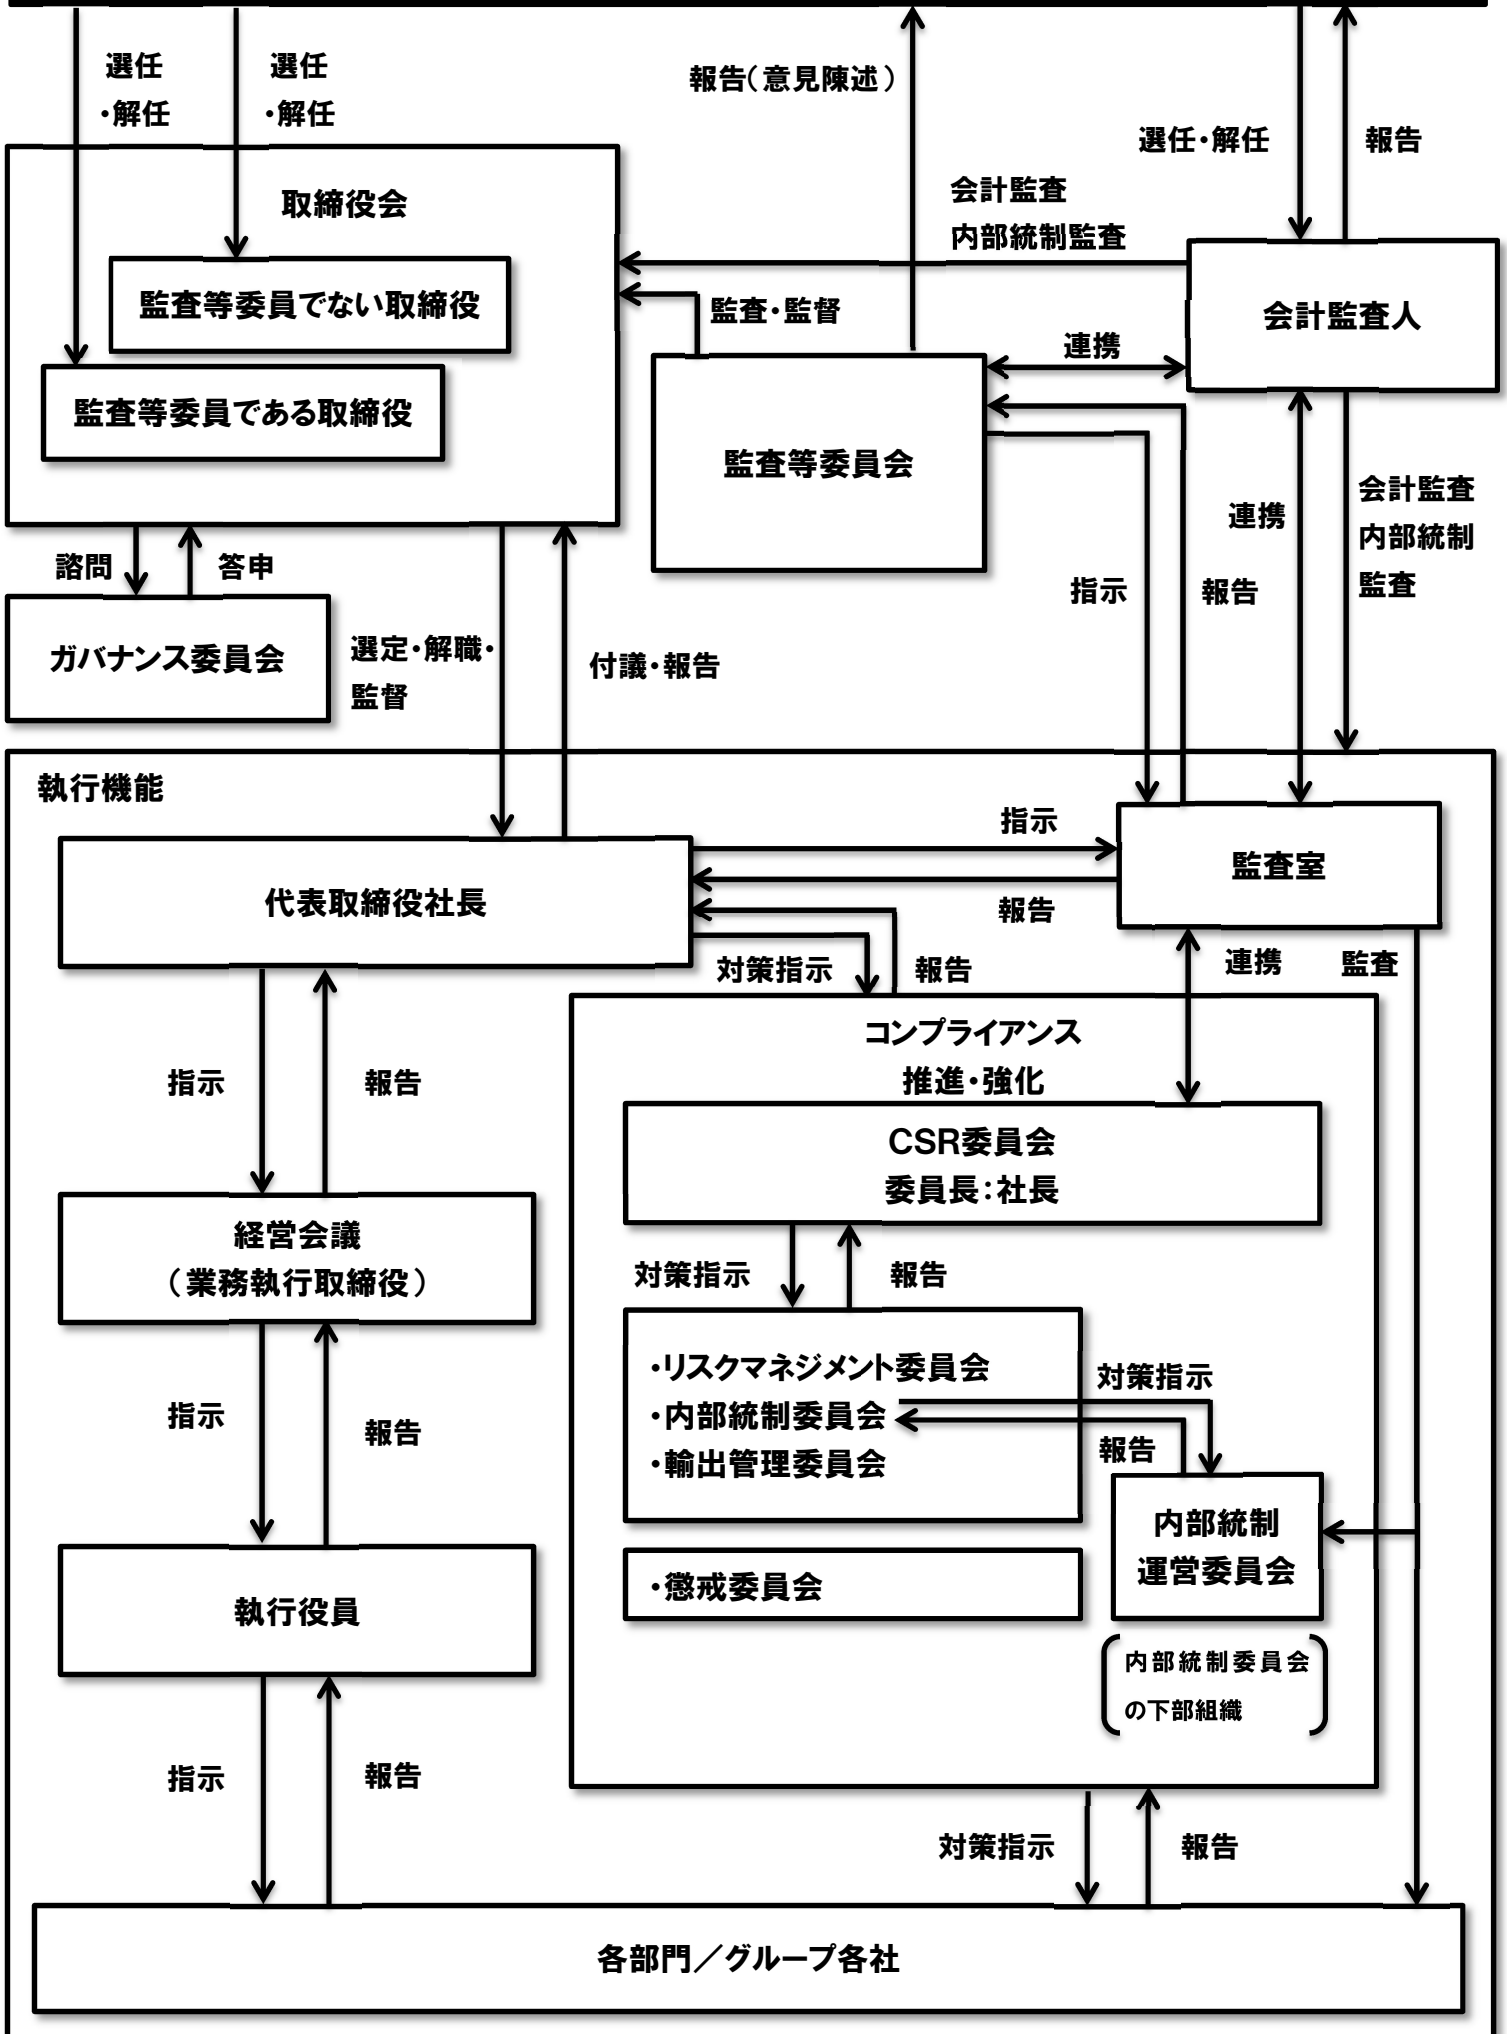 選任
・解任
選任
・解任
報告（意見陳述）
選任・解任
報告
取締役会
会計監査
内部統制監査
監査等委員でない取締役
監査・監督
会計監査人
連携
監査等委員である取締役
監査等委員会
連携
会計監査
内部統制
監査
諮問
答申
指示
報告
ガバナンス委員会
選定・解職・
監督
付議・報告
執行機能
指示
監査室
代表取締役社長
報告
対策指示
報告
連携
監査
コンプライアンス
推進・強化
指示
報告
CSR委員会
委員長：社長
経営会議
（業務執行取締役）
対策指示
報告
・リスクマネジメント委員会
・内部統制委員会
・輸出管理委員会
対策指示
報告
指示
報告
内部統制
運営委員会
・懲戒委員会
執行役員
内部統制委員会
の下部組織
指示
報告
対策指示
報告
各部門／グループ各社